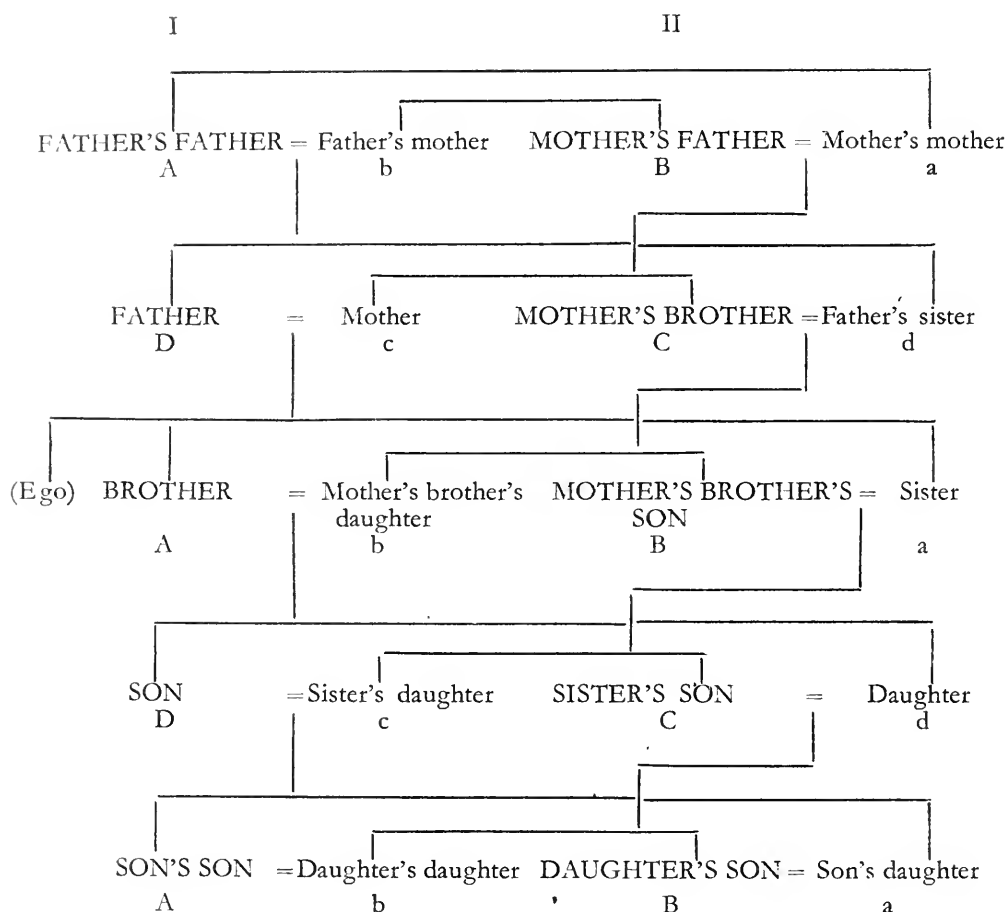 I II
FATHER'S FATHER = Father's mother MOTHER'S FATHER = Mother's mother
A b B a
FATHER = Mother MOTHER'S BROTHER = Father's sister
D c C d
(Ego) BROTHER = Mother's brother's MOTHER'S BROTHER'S = Sister
daughter SON
A b B a
SON = Sister's daughter SISTER'S SON = Daughter
D c C d
SON'S SON = Daughter's daughter DAUGHTER'S SON = Son's daughter
A b B a